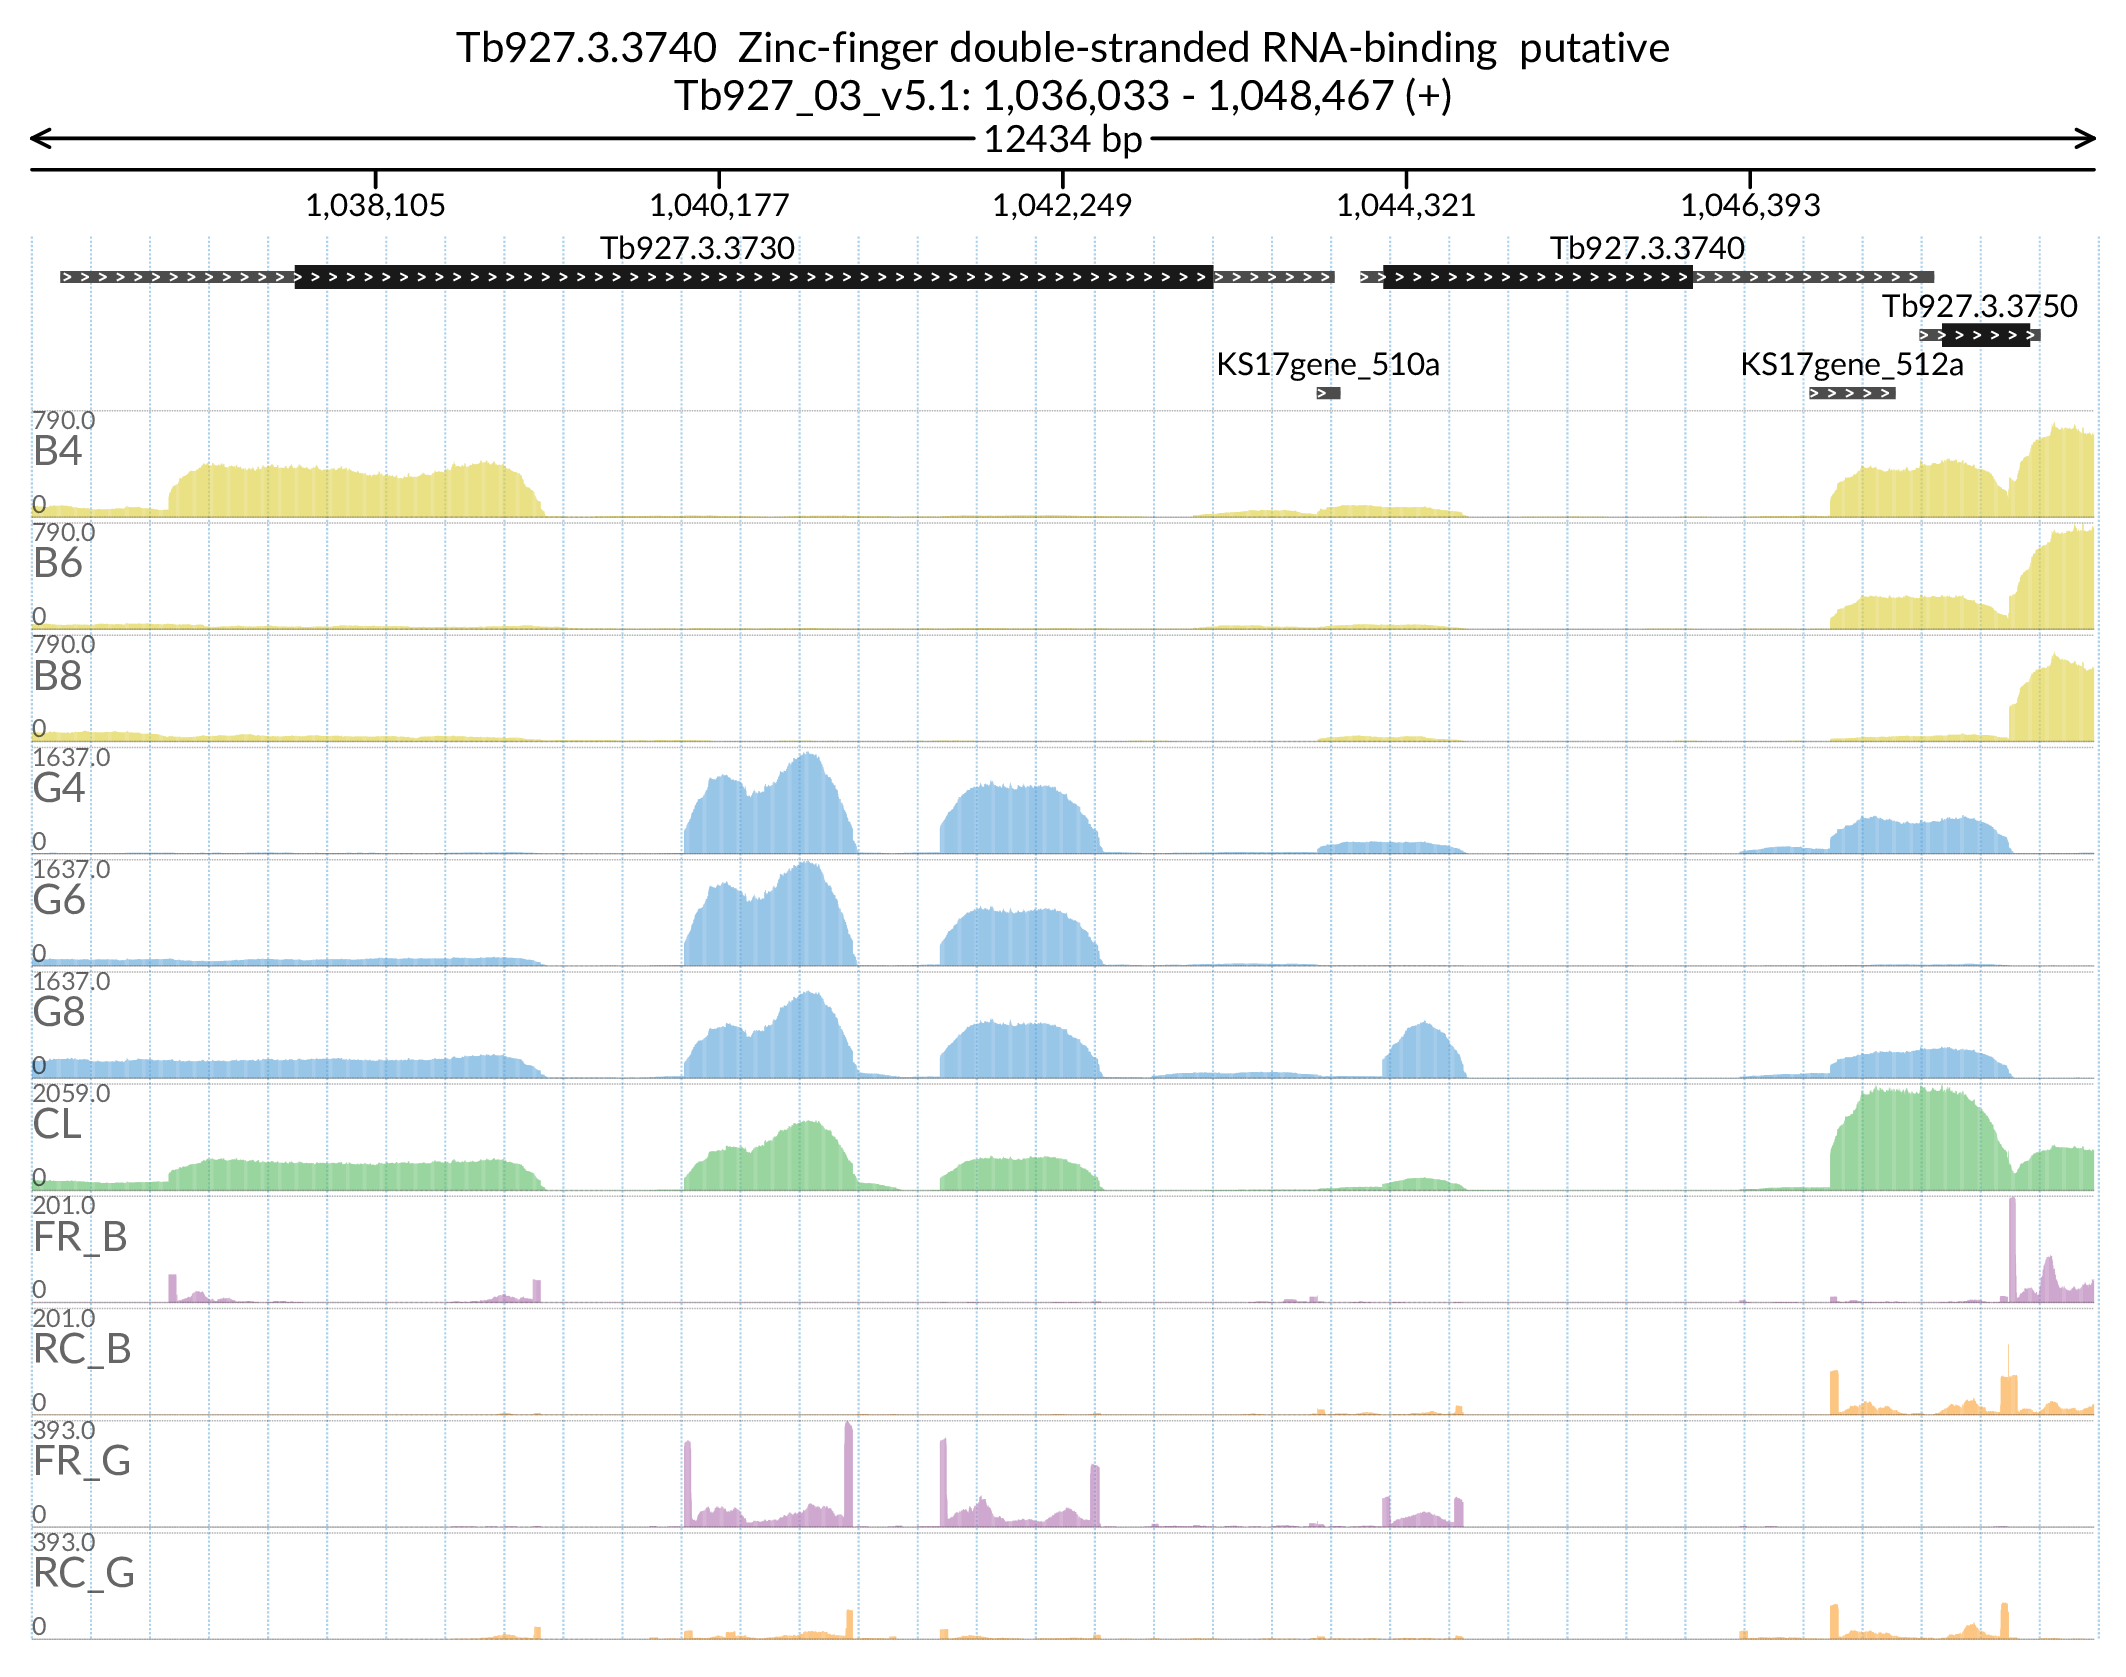 Tb927.3.3740  Zinc-finger double-stranded RNA-binding  putative
Tb927_03_v5.1: 1,036,033 - 1,048,467 (+)
12434 bp
1,038,105 1,040,177 1,042,249 1,044,321 1,046,393
Tb927.3.3730 Tb927.3.3740
Tb927.3.3750
KS17gene_510a KS17gene_512a
790.0
B4
0
790.0
B6
0
790.0
B8
0
1637.0
G4
0
1637.0
G6
0
1637.0
G8
0
2059.0
CL
0
201.0
FR_B
0
201.0
RC_B
0
393.0
FR_G
0
393.0
RC_G
0